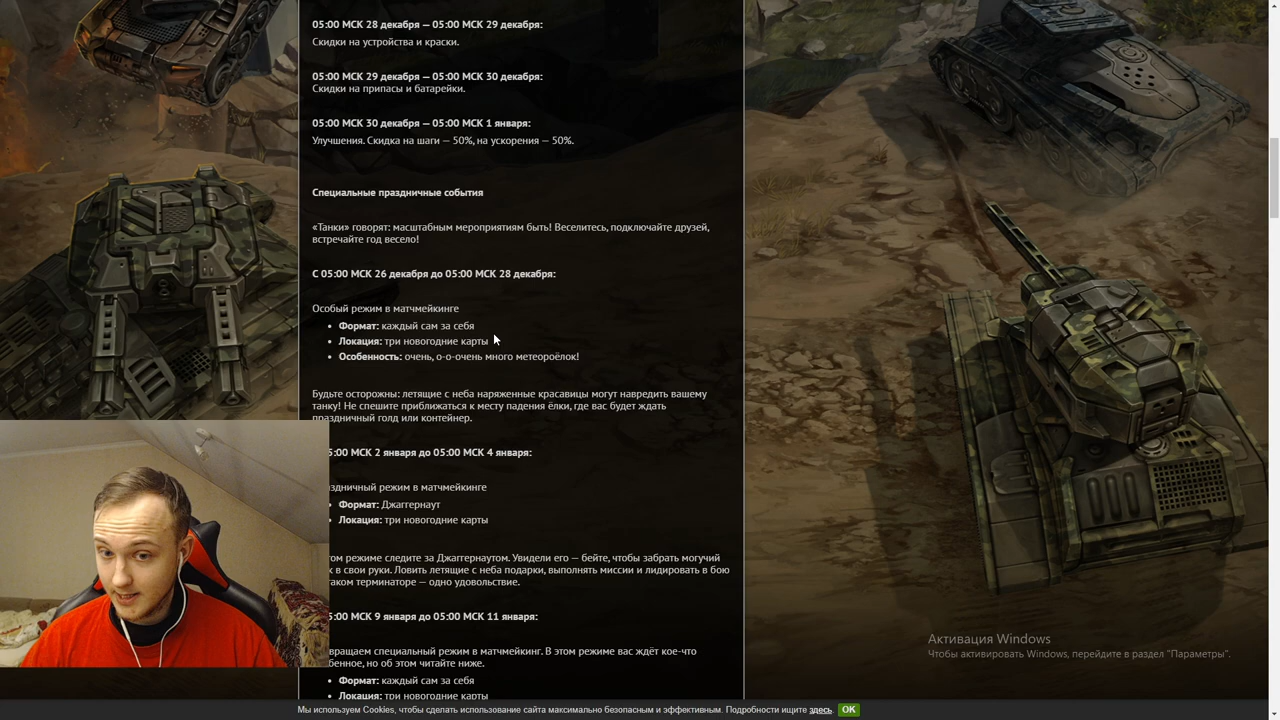 05:00 МСК 28 декабря — 05:00 МСК 29 декабря:
Скидки на устройства и краски.
05:00 МСК 29 декабря — 05:00 МСК 30 декабря:
Скидки на припасы и батарейки.
05:00 МСК 30 декабря — 05:00 МСК 1 января:
Улучшения. Скидка на шаги — 50%, на ускорения — 50%.
Специальные праздничные события
«Танки» говорят: масштабным мероприятиям быть! Веселитесь, подключайте друзей,
встречайте год весело!
С 05:00 МСК 26 декабря до 05:00 МСК 28 декабря:
Особый режим в матчмейкинге
• Формат: каждый сам за себя
• Локация: три новогодние карты
• Особенность: очень, о-о-очень много метеороёлок!
Будьте осторожны: летящие с неба наряженные красавицы могут навредить вашему
танку! Не спешите приближаться к месту падения ёлки, где вас будет ждать
праздничный голд или контейнер.
5:00 МСК 2 января до 05:00 МСК 4 января:
здничный режим в матчмейкинге
• Формат: Джаггернаут
• Локация: три новогодние карты
том режиме следите за Джаггернаутом. Увидели его — бейте, чтобы забрать могучий
к в свои руки. Ловить летящие с неба подарки, выполнять миссии и лидировать в бою
таком терминаторе — одно удовольствие.
5:00 МСК 9 января до 05:00 МСК 11 января:
вращаем специальный режим в матчмейкинг. В этом режиме вас ждёт кое-что
бенное, но об этом читайте ниже.
• Формат: каждый сам за себя
• Локация: три новогодние карты
Активация Windows
Чтобы активировать Windows, перейдите в раздел "Параметры".
Мы используем Cookies, чтобы сделать использование сайта максимально безопасным и эффективным. Подробности ищите здесь. OK